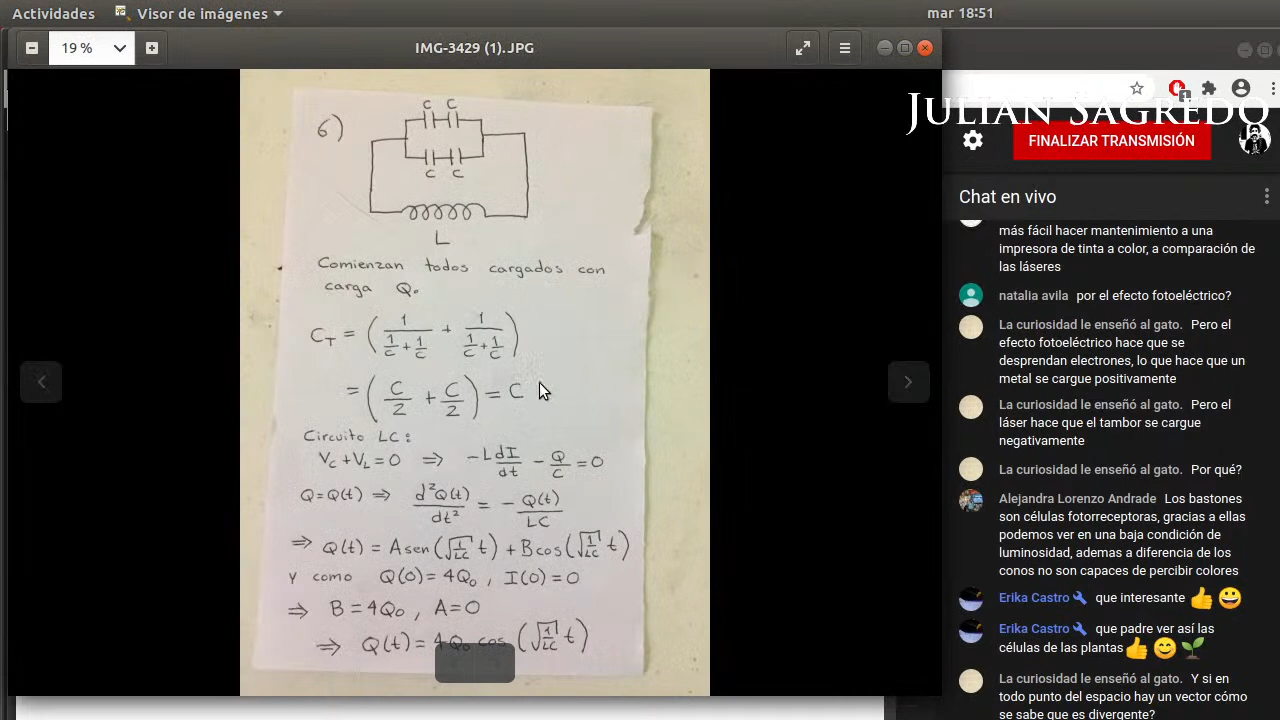 Actividades
Visor de imágenes
mar 18:51
19 %
IMG-3429 (1).JPG
JULIAN SAGREDO
FINALIZAR TRANSMISIÓN
1
6)
C C
C C
L
Comienzan todos cargados con
carga Q₀
C_T = (1/(1/C + 1/C) + 1/(1/C + 1/C))
= (C/2 + C/2) = C
Circuito LC:
V_C + V_L = 0 ⇒ -L dI/dt - Q/C = 0
Q = Q(t) ⇒ d²Q(t)/dt² = - Q(t)/LC
⇒ Q(t) = A sen(√(1/LC) t) + B cos(√(1/LC) t)
y como Q(0) = 4Q₀, I(0) = 0
⇒ B = 4Q₀, A = 0
⇒ Q(t) = 4Q₀ cos(√(1/LC) t)
Chat en vivo
más fácil hacer mantenimiento a una
impresora de tinta a color, a comparación de
las láseres
natalia avila por el efecto fotoeléctrico?
La curiosidad le enseñó al gato. Pero el
efecto fotoeléctrico hace que se
desprendan electrones, lo que hace que un
metal se cargue positivamente
La curiosidad le enseñó al gato. Pero el
láser hace que el tambor se cargue
negativamente
La curiosidad le enseñó al gato. Por qué?
Alejandra Lorenzo Andrade Los bastones
son células fotorreceptoras, gracias a ellas
podemos ver en una baja condición de
luminosidad, ademas a diferencia de los
conos no son capaces de percibir colores
Erika Castro que interesante 👍😀
Erika Castro que padre ver así las
células de las plantas👍😊🌱
La curiosidad le enseñó al gato. Y si en
todo punto del espacio hay un vector cómo
se sabe que es divergente?